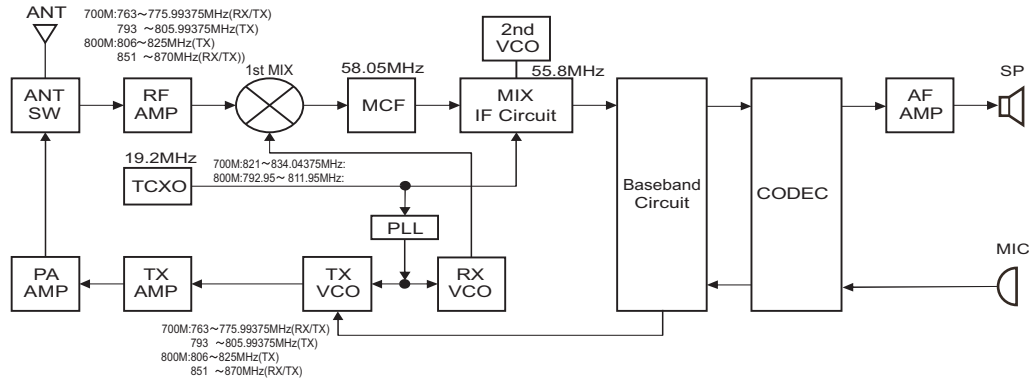 ANT
700M:763～775.99375MHz(RX/TX)
793 ～805.99375MHz(TX)
800M:806～825MHz(TX)
851 ～870MHz(RX/TX))
2nd
VCO
1st MIX
58.05MHz
55.8MHz
SP
ANT
SW
RF
AMP
MCF
MIX
IF Circuit
AF
AMP
19.2MHz
TCXO
700M:821～834.04375MHz:
800M:792.95～ 811.95MHz:
Baseband
Circuit
CODEC
PLL
MIC
PA
AMP
TX
AMP
TX
VCO
RX
VCO
700M:763～775.99375MHz(RX/TX)
793 ～805.99375MHz(TX)
800M:806～825MHz(TX)
851 ～870MHz(RX/TX)